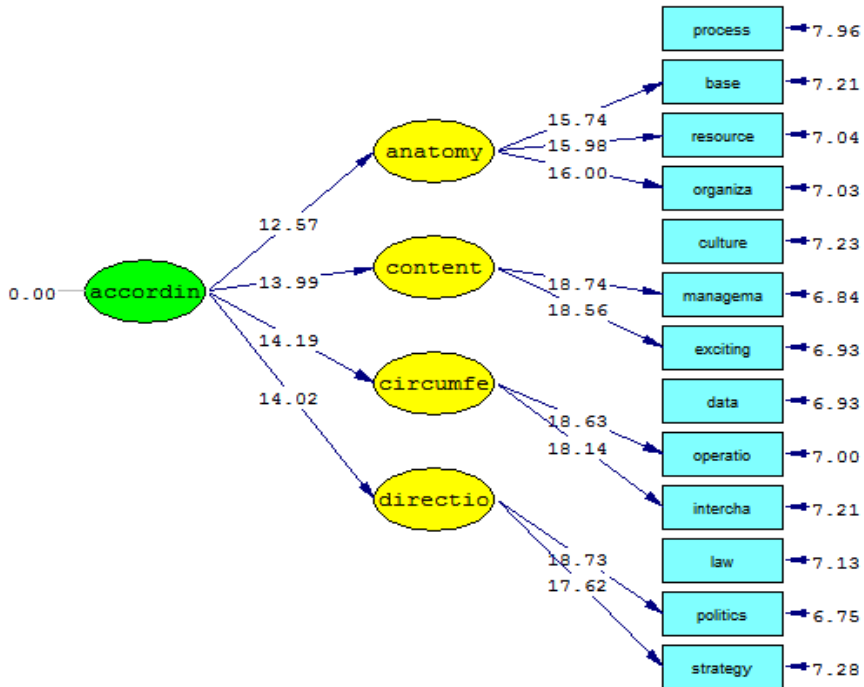 process 7.96
base 7.21
15.74
anatomy 15.98 resource 7.04
16.00
organiza 7.03
12.57
culture 7.23
content
13.99 18.74 managema 6.84
0.00 accordin
18.56
exciting 6.93
14.19
circumfe
14.02 data 6.93
18.63
18.14 operatio 7.00
directio
intercha 7.21
law 7.13
18.73
17.62
politics 6.75
strategy 7.28